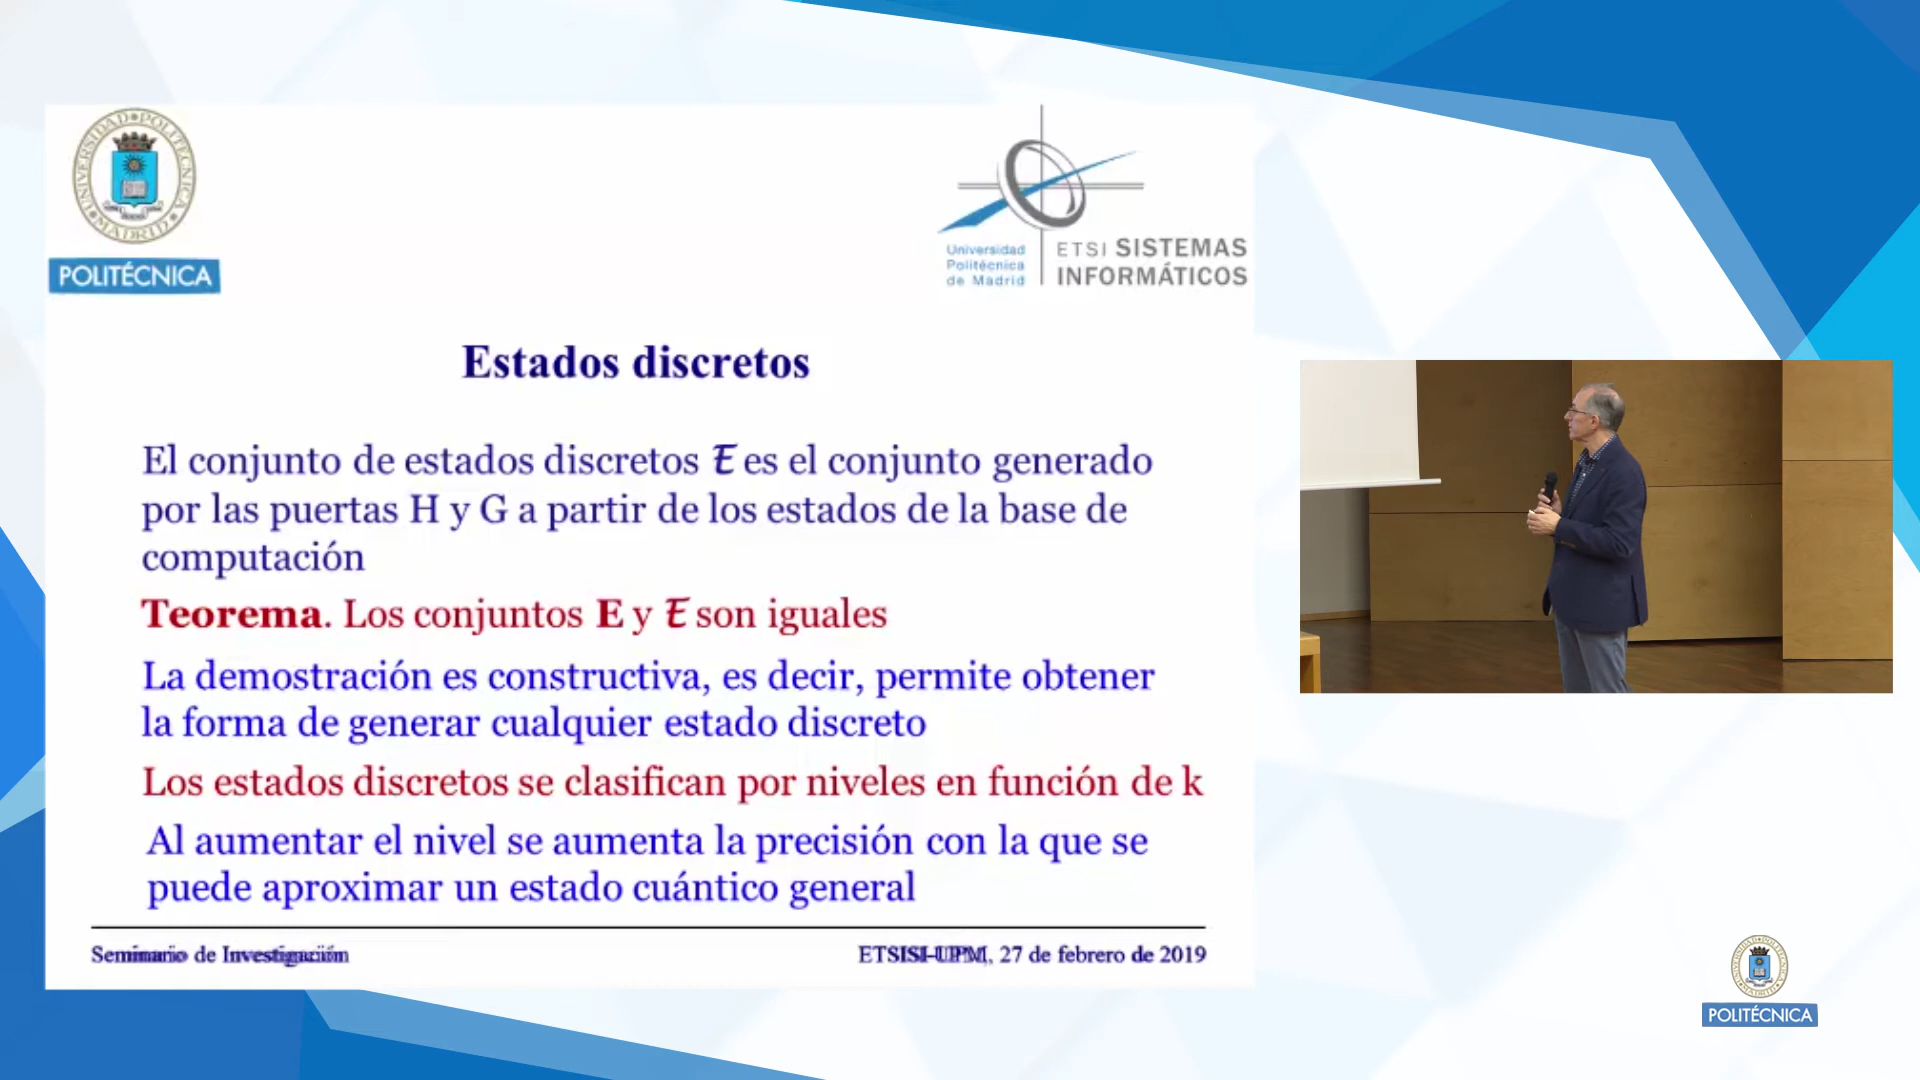 UNIVERSIDAD POLITÉCNICA MADRID
POLITÉCNICA
Universidad
Politécnica
de Madrid
ETSI SISTEMAS
INFORMÁTICOS
Estados discretos
El conjunto de estados discretos Ɛ es el conjunto generado
por las puertas H y G a partir de los estados de la base de
computación
Teorema. Los conjuntos E y Ɛ son iguales
La demostración es constructiva, es decir, permite obtener
la forma de generar cualquier estado discreto
Los estados discretos se clasifican por niveles en función de k
Al aumentar el nivel se aumenta la precisión con la que se
puede aproximar un estado cuántico general
Seminario de Investigación
ETSISI-UPM, 27 de febrero de 2019
POLITÉCNICA